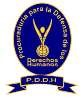 Procuraduría para la Defensa de los
Derechos
Humanos
P.D.D.H